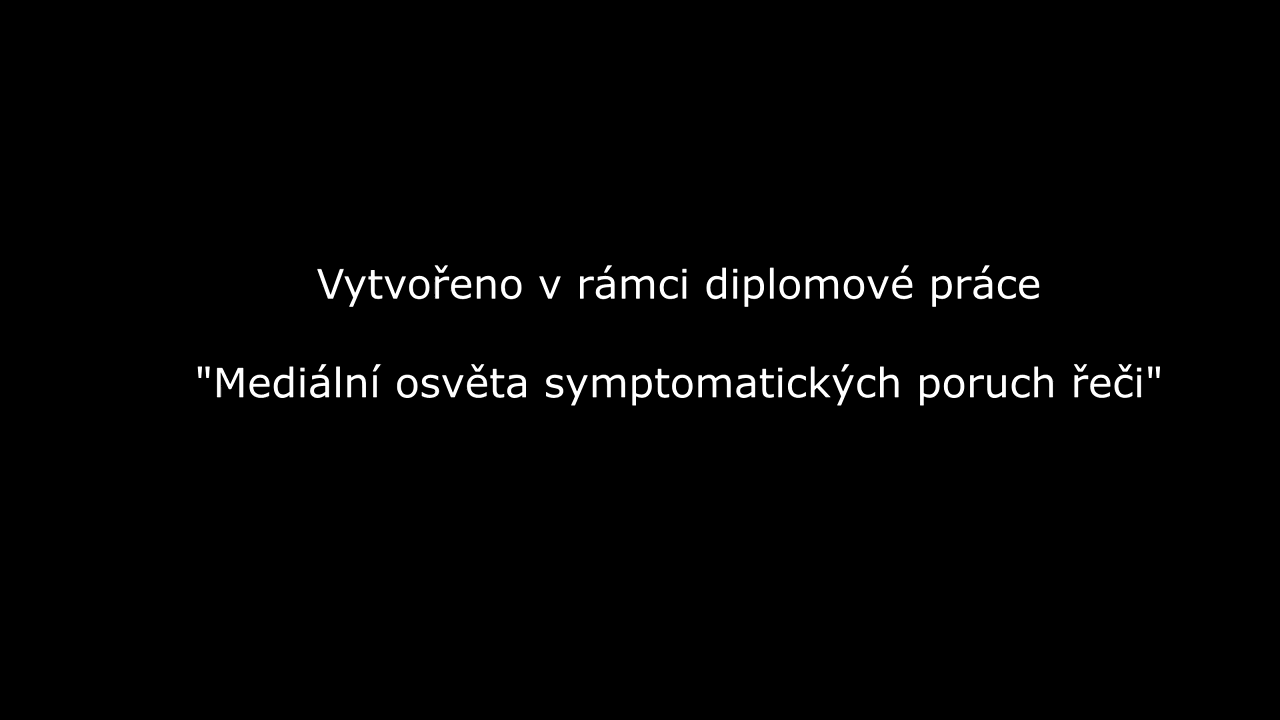 Vytvořeno v rámci diplomové práce
"Mediální osvěta symptomatických poruch řeči"